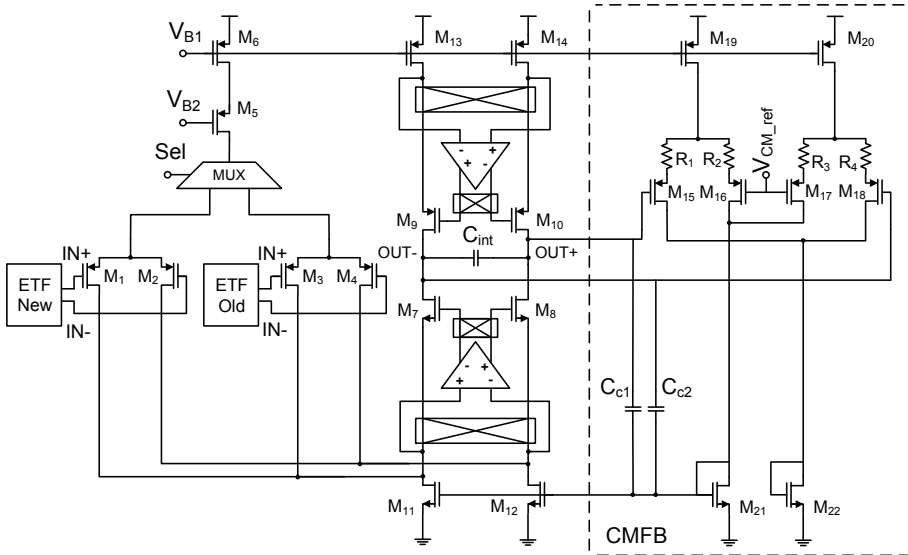 V_B1
M_6
M_13
M_14
M_19
M_20
V_B2
M_5
Sel
MUX
- +
- +
R_1
R_2
V_CM_ref
R_3
R_4
M_15
M_16
M_17
M_18
M_9
M_10
C_int
OUT-
OUT+
IN+
IN+
ETF
New
M_1
M_2
ETF
Old
M_3
M_4
IN-
IN-
M_7
M_8
- -
+ +
C_c1
C_c2
M_11
M_12
M_21
M_22
CMFB